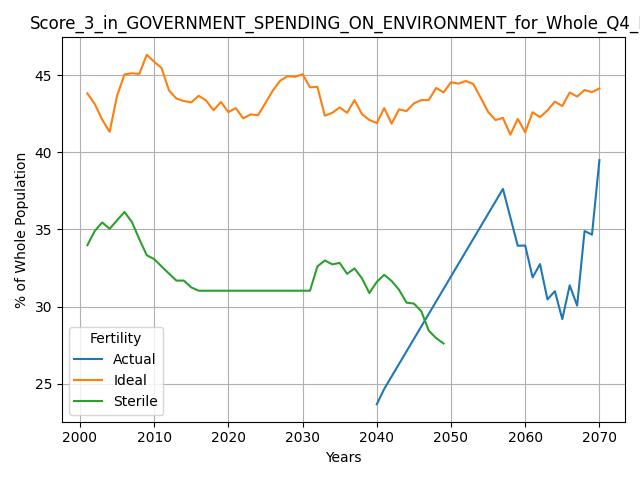 Score_3_in_GOVERNMENT_SPENDING_ON_ENVIRONMENT_for_Whole_Q4_
% of Whole Population
45
40
35
30
25
Fertility
Actual
Ideal
Sterile
2000 2010 2020 2030 2040 2050 2060 2070
Years